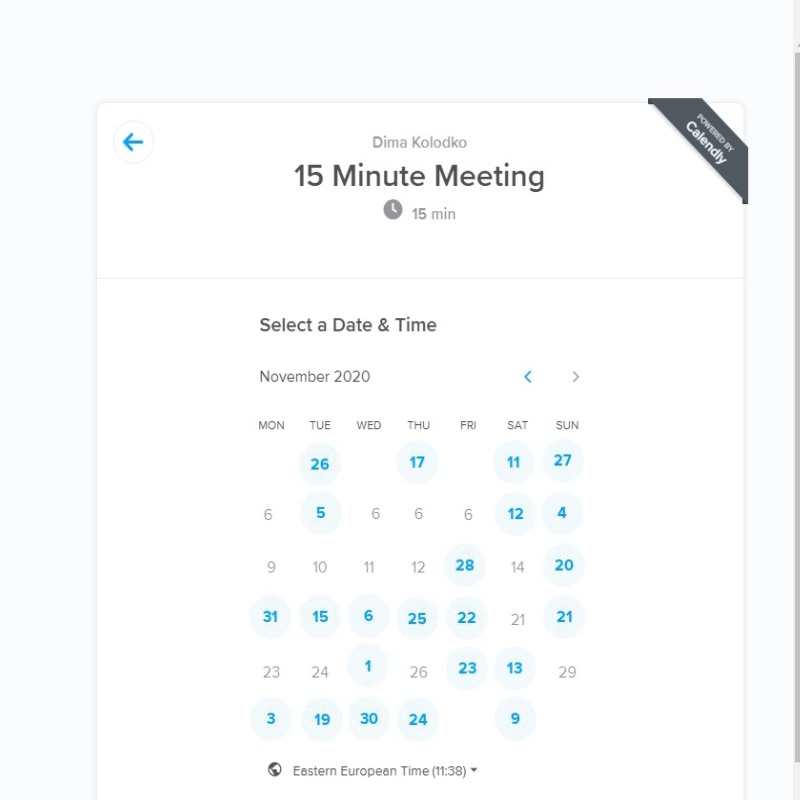 Dima Kolodko
POWERED BY
Calendly
15 Minute Meeting
15 min
Select a Date & Time
November 2020
MON TUE WED THU FRI SAT SUN
26 17 11 27
6 5 6 6 6 12 4
9 10 11 12 28 14 20
31 15 6 25 22 21 21
23 24 1 26 23 13 29
3 19 30 24 9
Eastern European Time (11:38)